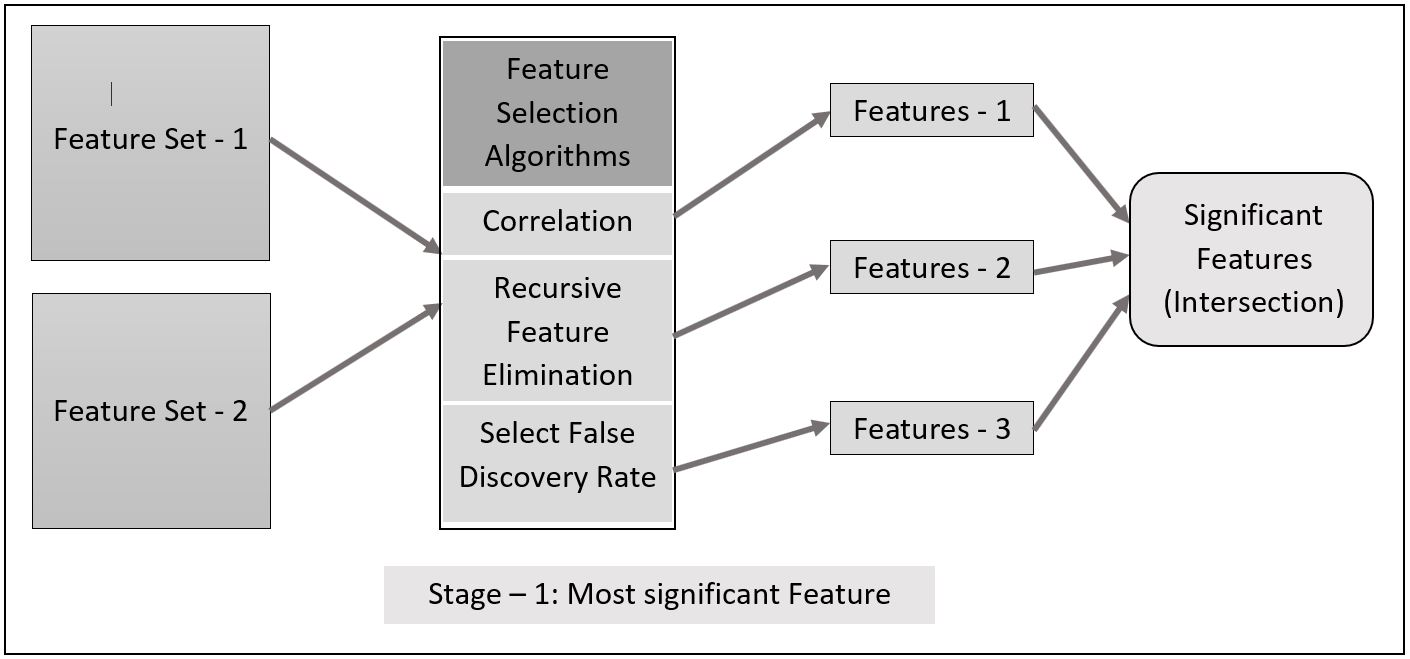 Feature Set - 1
Feature Set - 2
Feature
Selection
Algorithms
Correlation
Recursive
Feature
Elimination
Select False
Discovery Rate
Features - 1
Features - 2
Features - 3
Significant
Features
(Intersection)
Stage – 1: Most significant Feature